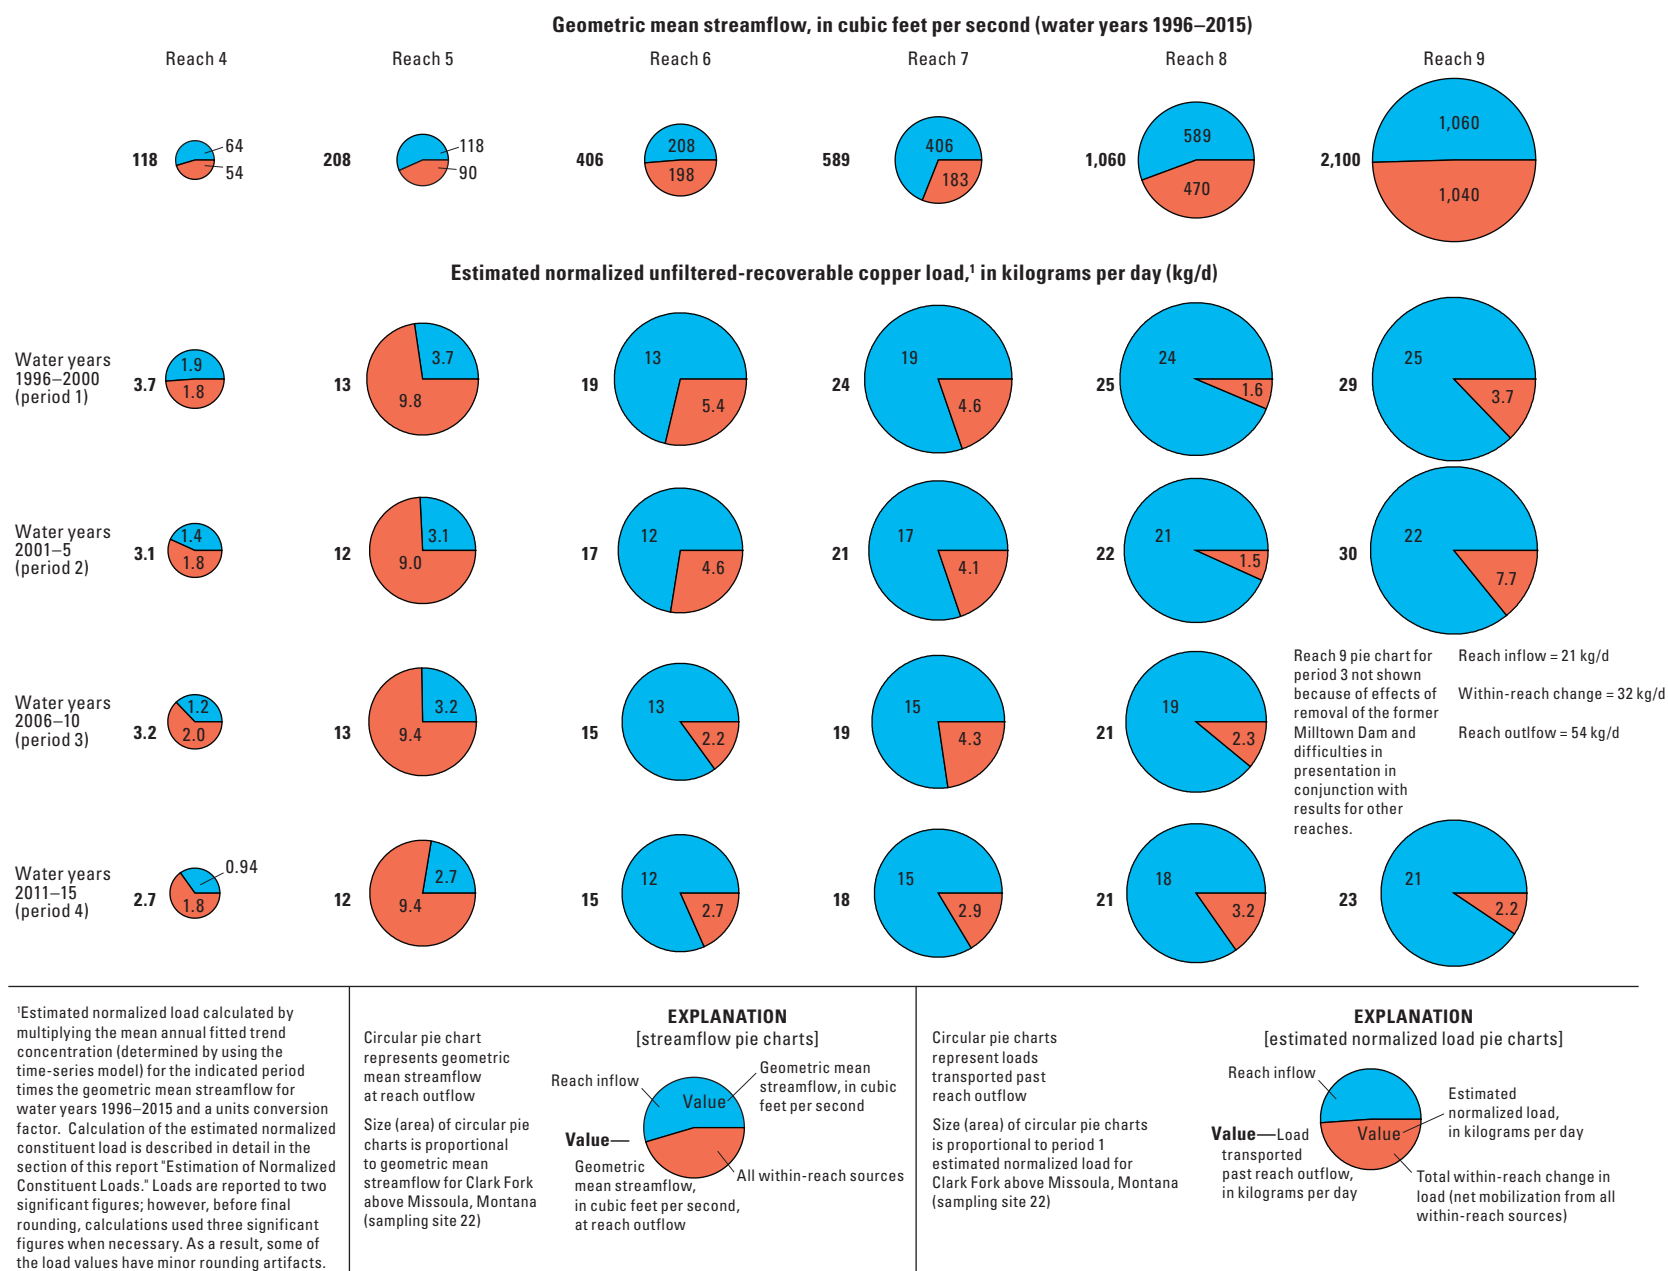 Geometric mean streamflow, in cubic feet per second (water years 1996–2015)
Reach 4 Reach 5 Reach 6 Reach 7 Reach 8 Reach 9
118 64 54 208 118 90 406 208 198 589 406 183 1,060 589 470 2,100 1,060 1,040
Estimated normalized unfiltered-recoverable copper load,¹ in kilograms per day (kg/d)
Water years
1996–2000
(period 1)
3.7 1.9 1.8 13 3.7 9.8 19 13 5.4 24 19 4.6 25 24 1.6 29 25 3.7
Water years
2001–5
(period 2)
3.1 1.4 1.8 12 3.1 9.0 17 12 4.6 21 17 4.1 22 21 1.5 30 22 7.7
Water years
2006–10
(period 3)
3.2 1.2 2.0 13 3.2 9.4 15 13 2.2 19 15 4.3 21 19 2.3
Reach 9 pie chart for
period 3 not shown
because of effects of
removal of the former
Milltown Dam and
difficulties in
presentation in
conjunction with
results for other
reaches.
Reach inflow = 21 kg/d
Within-reach change = 32 kg/d
Reach outlfow = 54 kg/d
Water years
2011–15
(period 4)
2.7 0.94 1.8 12 2.7 9.4 15 12 2.7 18 15 2.9 21 18 3.2 23 21 2.2
¹Estimated normalized load calculated by
multiplying the mean annual fitted trend
concentration (determined by using the
time-series model) for the indicated period
times the geometric mean streamflow for
water years 1996–2015 and a units conversion
factor. Calculation of the estimated normalized
constituent load is described in detail in the
section of this report "Estimation of Normalized
Constituent Loads." Loads are reported to two
significant figures; however, before final
rounding, calculations used three significant
figures when necessary. As a result, some of
the load values have minor rounding artifacts.
EXPLANATION
[streamflow pie charts]
Circular pie chart
represents geometric
mean streamflow
at reach outflow
Size (area) of circular pie
charts is proportional
to geometric mean
streamflow for Clark Fork
above Missoula, Montana
(sampling site 22)
Reach inflow
Value
Geometric mean
streamflow, in cubic
feet per second
Value—
Geometric
mean streamflow,
in cubic feet per second,
at reach outflow
All within-reach sources
EXPLANATION
[estimated normalized load pie charts]
Circular pie charts
represent loads
transported past
reach outflow
Size (area) of circular pie charts
is proportional to period 1
estimated normalized load for
Clark Fork above Missoula, Montana
(sampling site 22)
Reach inflow
Value
Estimated
normalized load,
in kilograms per day
Value—Load
transported
past reach outflow,
in kilograms per day
Total within-reach change in
load (net mobilization from all
within-reach sources)